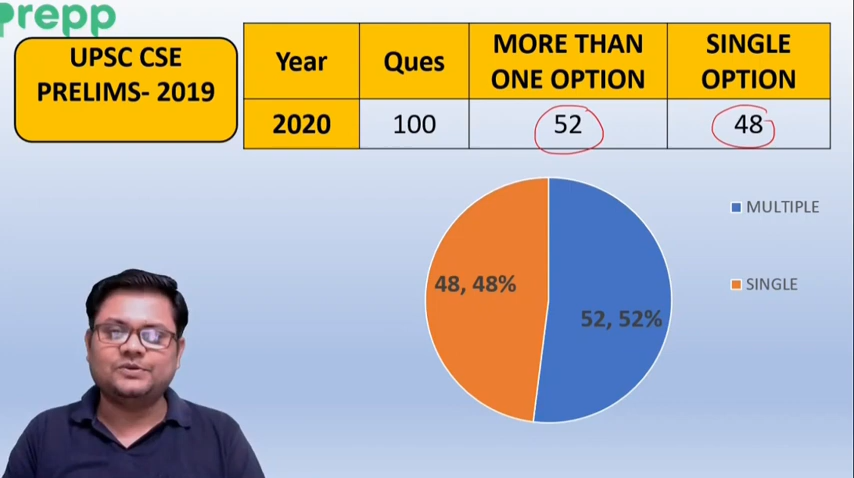 prepp
UPSC CSE
PRELIMS- 2019
Year
Ques
MORE THAN
ONE OPTION
SINGLE
OPTION
2020
100
52
48
MULTIPLE
SINGLE
48, 48%
52, 52%